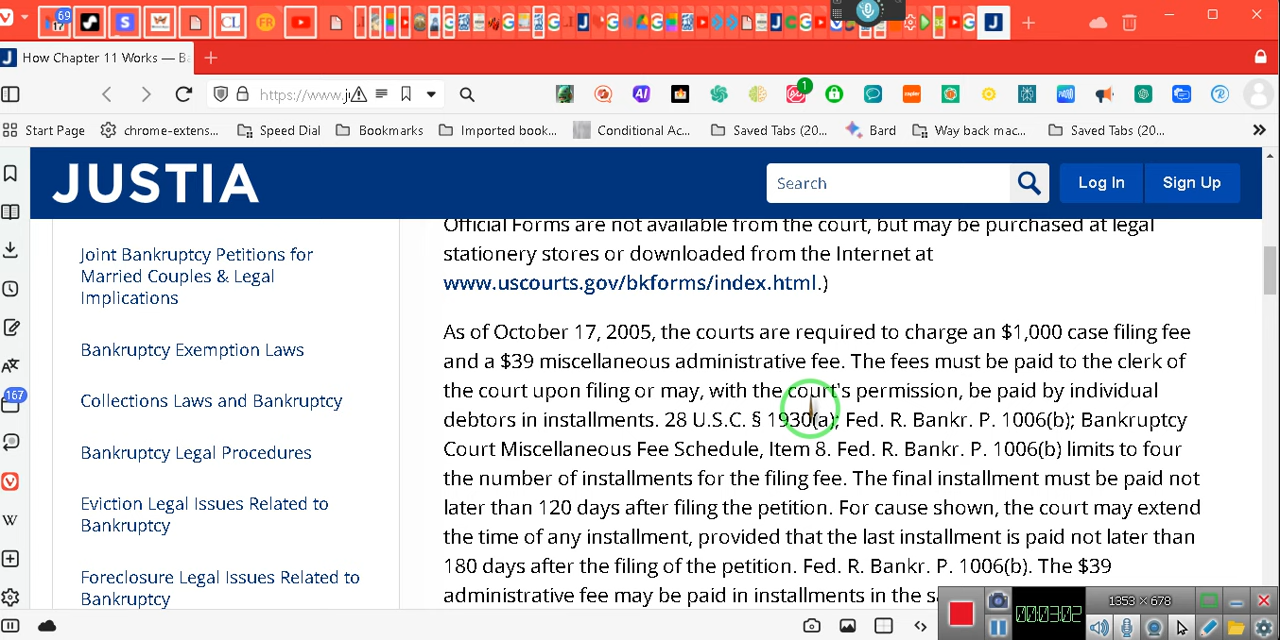 69
17
CL
FR
How Chapter 11 Works — B
https://www.j
1
AI
Start Page
chrome-extens...
Speed Dial
Bookmarks
Imported book...
Conditional Ac...
Saved Tabs (20...
Bard
Way back mac...
Saved Tabs (20...
JUSTIA
Search
Log In
Sign Up
Joint Bankruptcy Petitions for
Married Couples & Legal
Implications
Bankruptcy Exemption Laws
Collections Laws and Bankruptcy
Bankruptcy Legal Procedures
Eviction Legal Issues Related to
Bankruptcy
Foreclosure Legal Issues Related to
Bankruptcy
167
Official Forms are not available from the court, but may be purchased at legal
stationery stores or downloaded from the Internet at
www.uscourts.gov/bkforms/index.html.)
As of October 17, 2005, the courts are required to charge an $1,000 case filing fee
and a $39 miscellaneous administrative fee. The fees must be paid to the clerk of
the court upon filing or may, with the court's permission, be paid by individual
debtors in installments. 28 U.S.C. § 1930(a); Fed. R. Bankr. P. 1006(b); Bankruptcy
Court Miscellaneous Fee Schedule, Item 8. Fed. R. Bankr. P. 1006(b) limits to four
the number of installments for the filing fee. The final installment must be paid not
later than 120 days after filing the petition. For cause shown, the court may extend
the time of any installment, provided that the last installment is paid not later than
180 days after the filing of the petition. Fed. R. Bankr. P. 1006(b). The $39
administrative fee may be paid in installments in the sa
00:03:02
1353 × 678